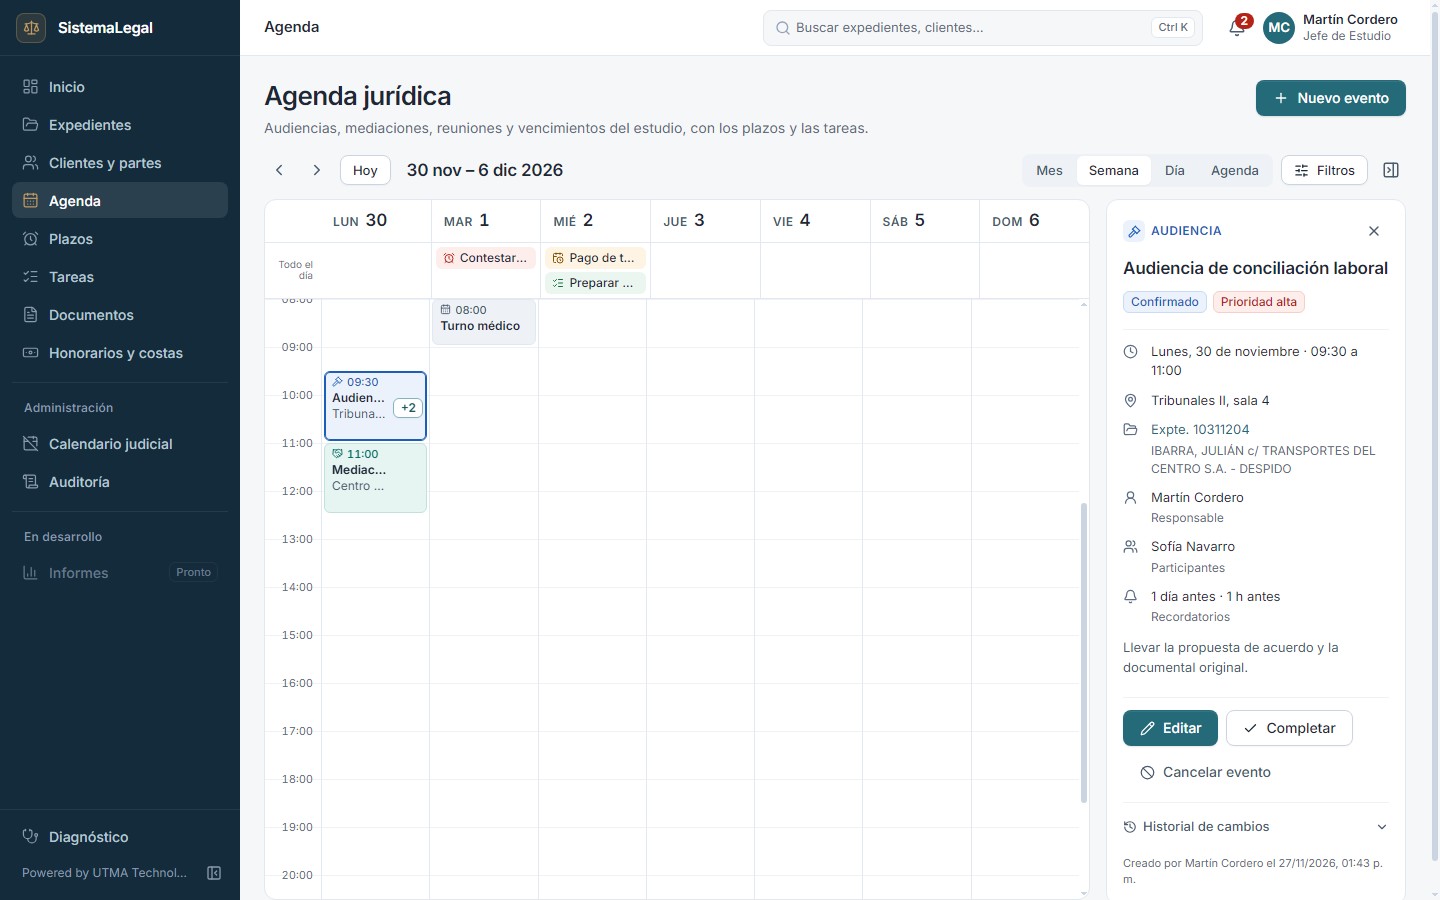 SistemaLegal
Agenda
Buscar expedientes, clientes...
Ctrl K
2
MC
Martín Cordero
Jefe de Estudio
Inicio
Expedientes
Clientes y partes
Agenda
Plazos
Tareas
Documentos
Honorarios y costas
Administración
Calendario judicial
Auditoría
En desarrollo
Informes
Pronto
Diagnóstico
Powered by UTMA Technol...
Agenda jurídica
Audiencias, mediaciones, reuniones y vencimientos del estudio, con los plazos y las tareas.
Nuevo evento
Hoy
30 nov – 6 dic 2026
Mes
Semana
Día
Agenda
Filtros
LUN 30
MAR 1
MIÉ 2
JUE 3
VIE 4
SÁB 5
DOM 6
Todo el
día
Contestar...
Pago de t...
Preparar ...
08:00
09:00
10:00
11:00
12:00
13:00
14:00
15:00
16:00
17:00
18:00
19:00
20:00
08:00
Turno médico
09:30
Audien...
Tribuna...
+2
11:00
Mediac...
Centro ...
AUDIENCIA
Audiencia de conciliación laboral
Confirmado
Prioridad alta
Lunes, 30 de noviembre · 09:30 a
11:00
Tribunales II, sala 4
Expte. 10311204
IBARRA, JULIÁN c/ TRANSPORTES DEL
CENTRO S.A. - DESPIDO
Martín Cordero
Responsable
Sofía Navarro
Participantes
1 día antes · 1 h antes
Recordatorios
Llevar la propuesta de acuerdo y la
documental original.
Editar
Completar
Cancelar evento
Historial de cambios
Creado por Martín Cordero el 27/11/2026, 01:43 p.
m.